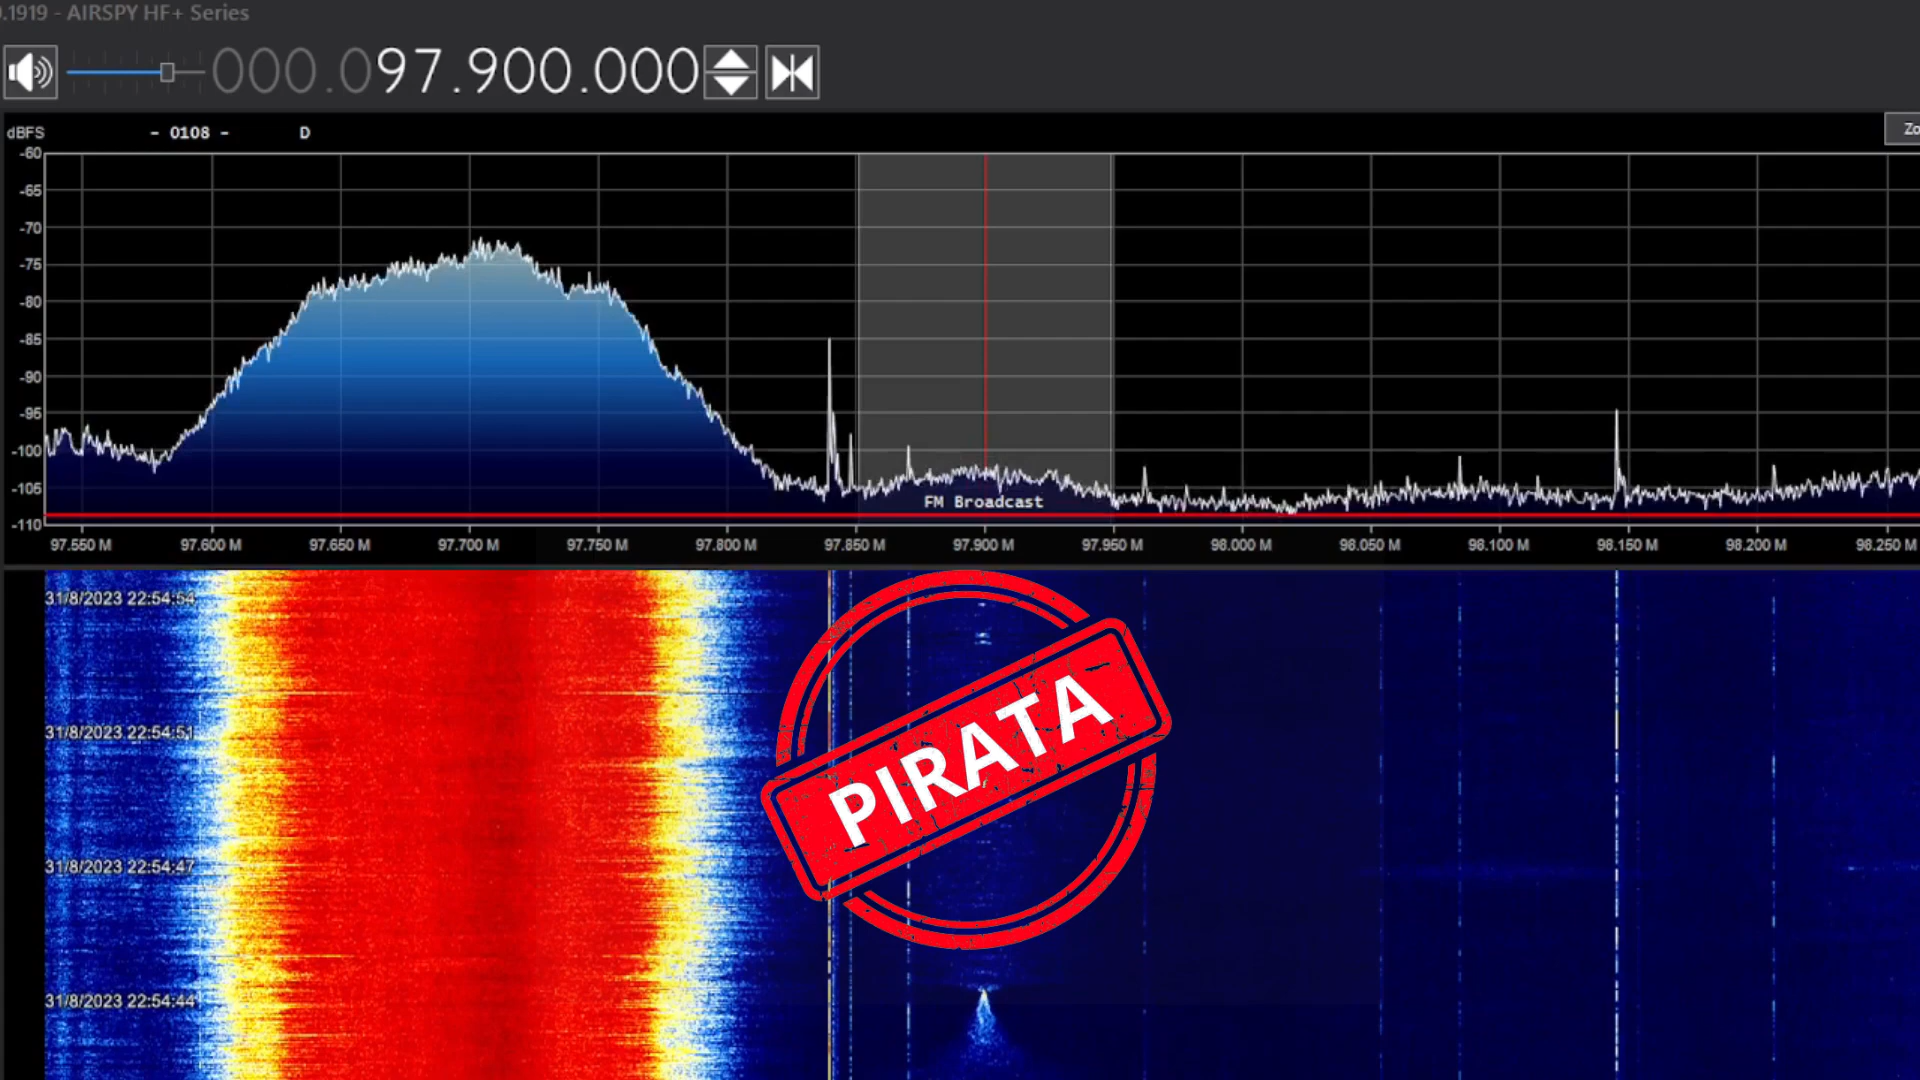 0.1919 - AIRSPY HF+ Series
000.097.900.000
dBFS - 0108 - D
Zo
-60
-65
-70
-75
-80
-85
-90
-95
-100
-105
-110
FM Broadcast
97.550 M 97.600 M 97.650 M 97.700 M 97.750 M 97.800 M 97.850 M 97.900 M 97.950 M 98.000 M 98.050 M 98.100 M 98.150 M 98.200 M 98.250 M
31/8/2023 22:54:54
31/8/2023 22:54:51
31/8/2023 22:54:47
31/8/2023 22:54:44
PIRATA